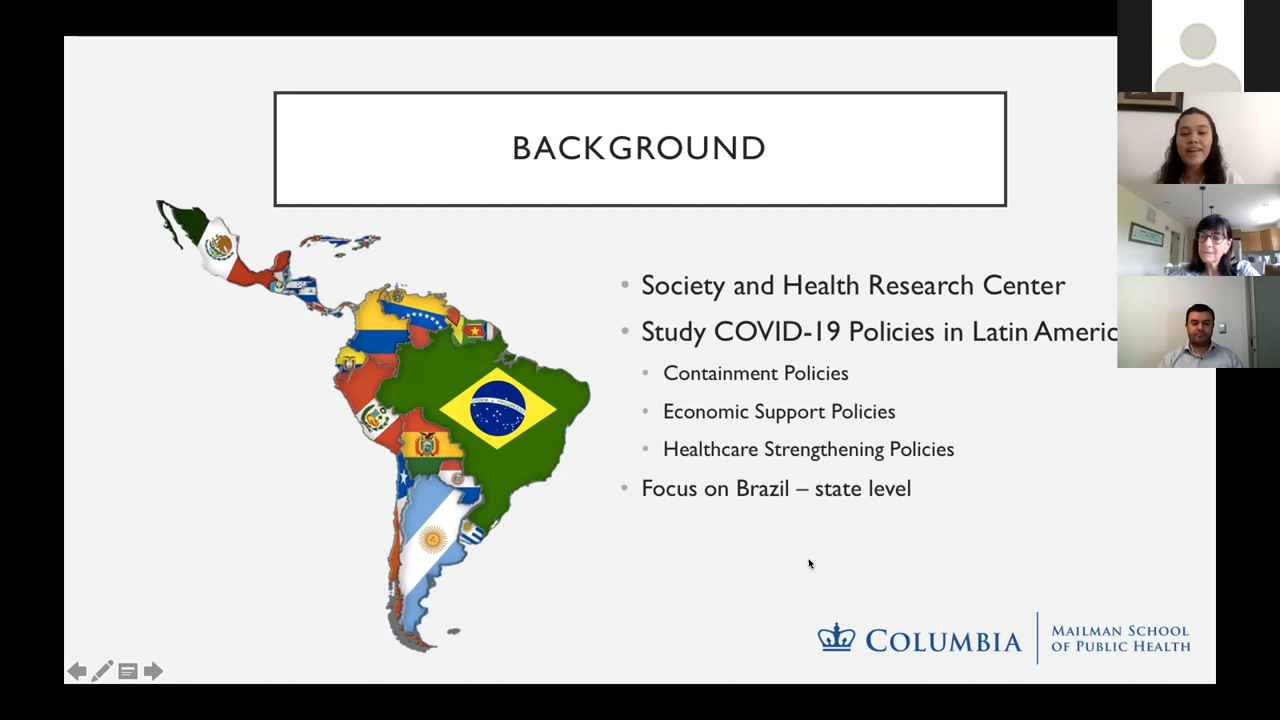 BACKGROUND
Society and Health Research Center
Study COVID-19 Policies in Latin Americ
Containment Policies
Economic Support Policies
Healthcare Strengthening Policies
Focus on Brazil – state level
COLUMBIA
MAILMAN SCHOOL
OF PUBLIC HEALTH